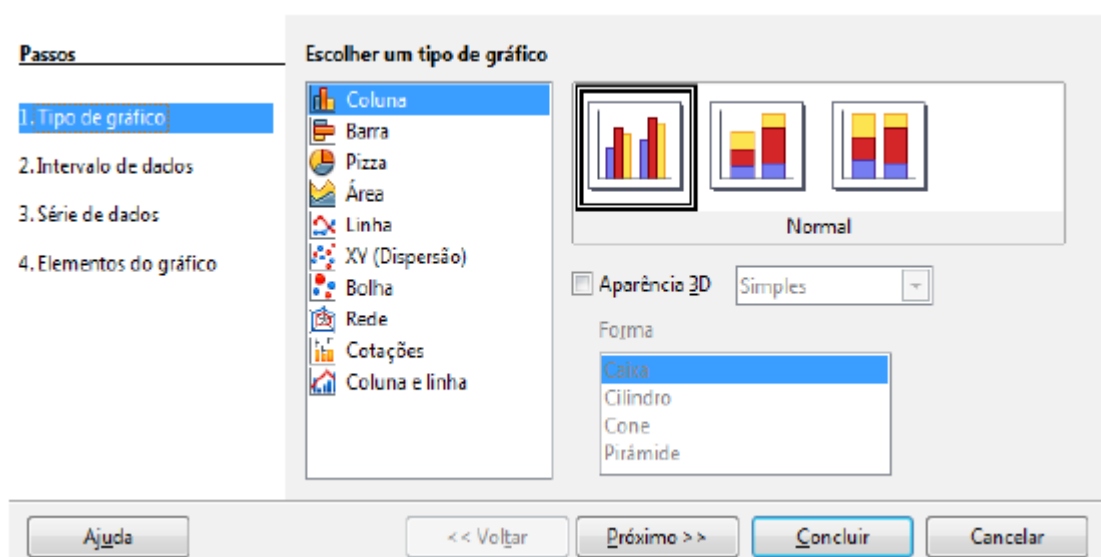 Passos
1. Tipo de gráfico
2. Intervalo de dados
3. Série de dados
4. Elementos do gráfico
Escolher um tipo de gráfico
Coluna
Barra
Pizza
Área
Linha
XY (Dispersão)
Bolha
Rede
Cotações
Coluna e linha
Normal
Aparência 3D
Simples
Forma
Caixa
Cilindro
Cone
Pirâmide
Ajuda
<< Voltar
Próximo >>
Concluir
Cancelar